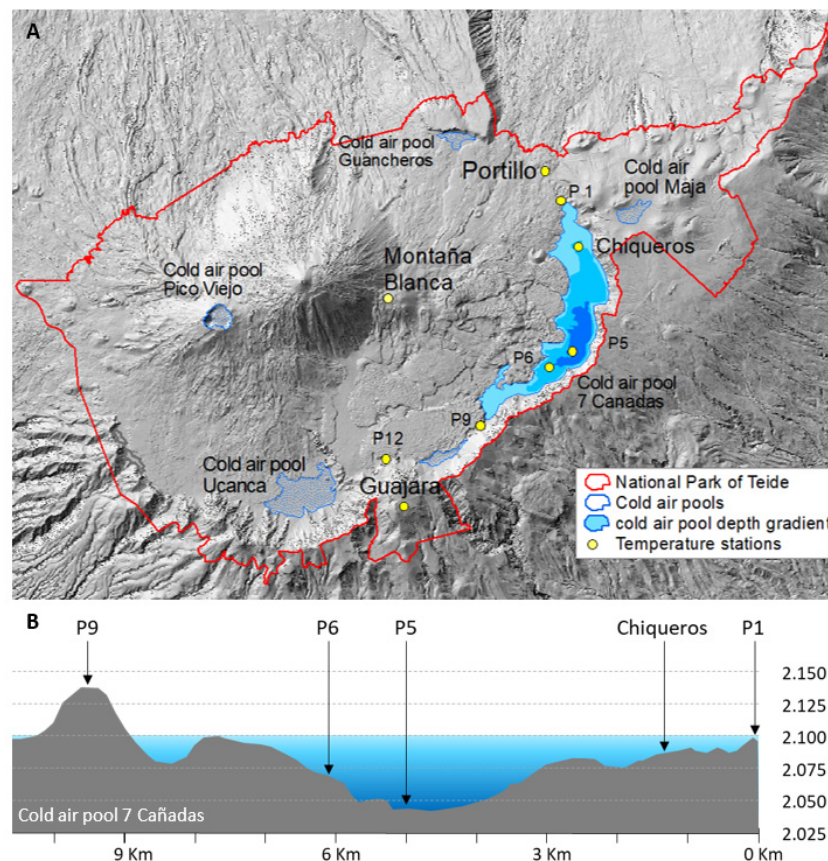 A
Cold air pool
Guancheros
Portillo
P 1
Cold air
pool Maja
Chiqueros
Montaña
Blanca
Cold air pool
Pico Viejo
P6
P5
Cold air pool
7 Canadas
P9
P12
Cold air pool
Ucanca
Guajara
National Park of Teide
Cold air pools
cold air pool depth gradient
Temperature stations
B
P9
P6
P5
Chiqueros
P1
2.150
2.125
2.100
2.075
2.050
2.025
Cold air pool 7 Cañadas
9 Km
6 Km
3 Km
0 Km